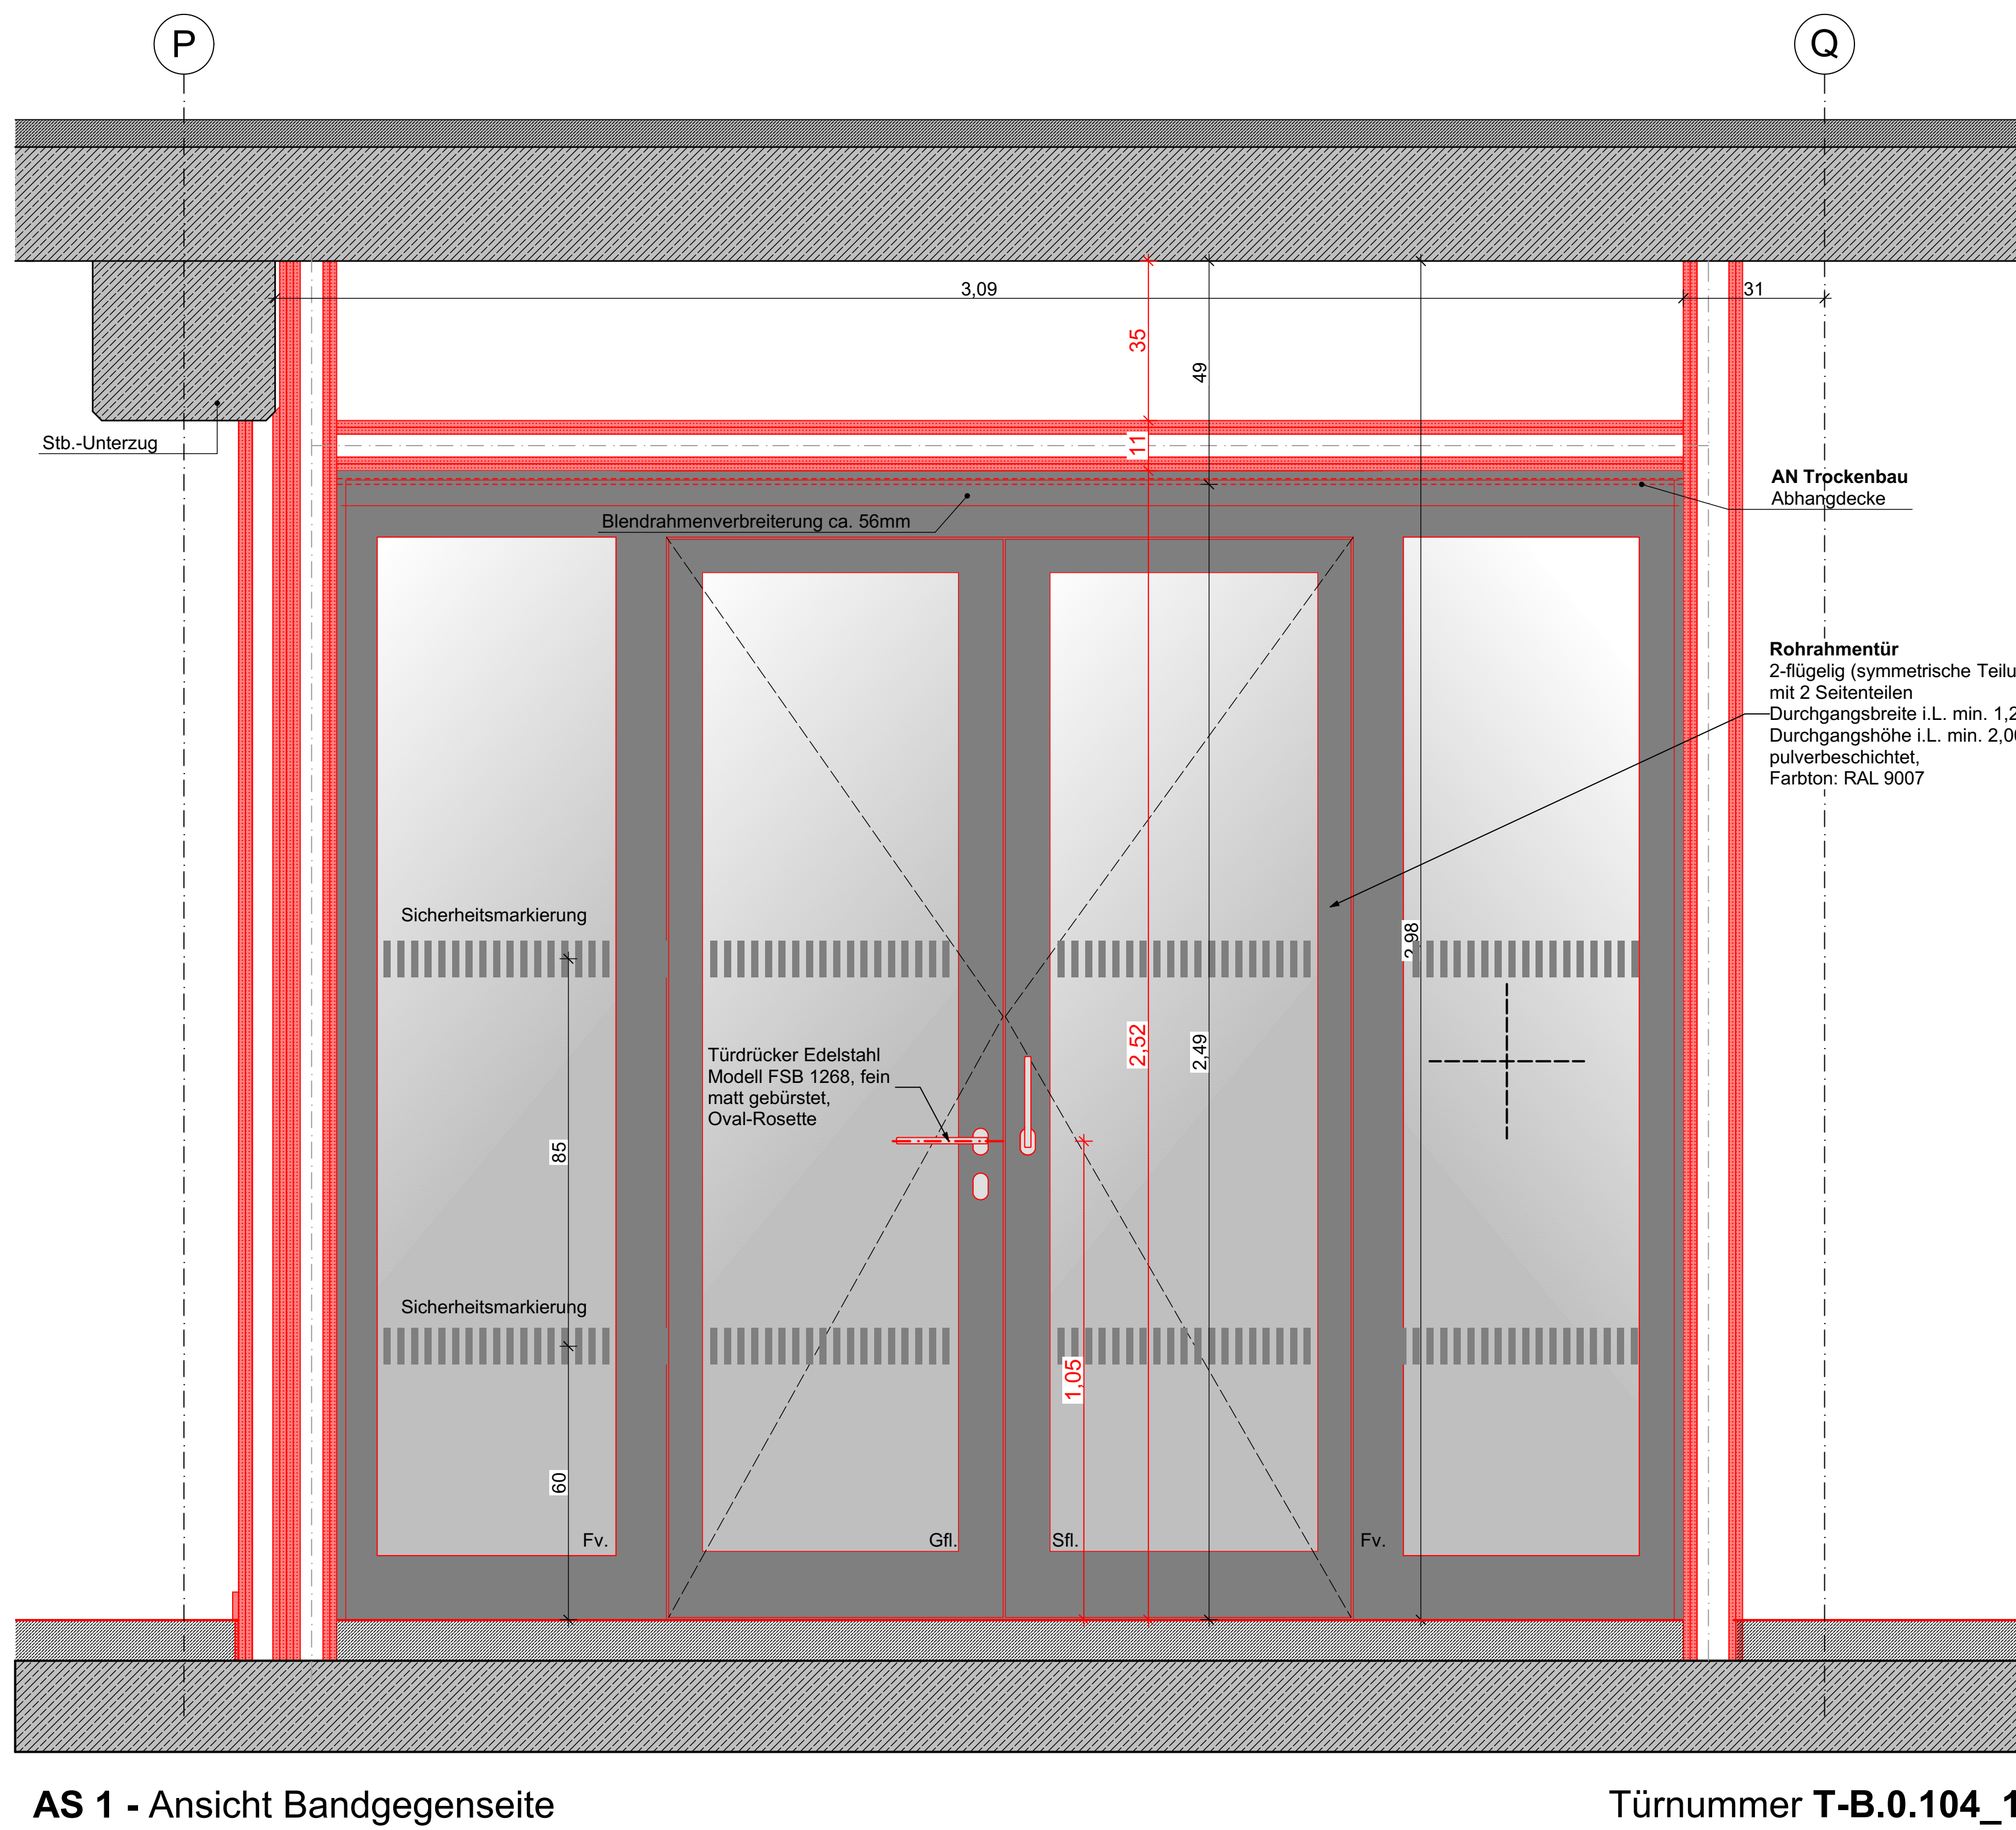 P
Q
3,09
31
35
49
11
Stb.-Unterzug
AN Trockenbau
Abhangdecke
Blendrahmenverbreiterung ca. 56mm
Rohrahmentür
2-flügelig (symmetrische Teilu
mit 2 Seitenteilen
Durchgangsbreite i.L. min. 1,2
Durchgangshöhe i.L. min. 2,0
pulverbeschichtet,
Farbton: RAL 9007
Sicherheitsmarkierung
2,98
2,52
2,49
Türdrücker Edelstahl
Modell FSB 1268, fein
matt gebürstet,
Oval-Rosette
85
Sicherheitsmarkierung
1,05
60
Fv.
Gfl.
Sfl.
Fv.
AS 1 - Ansicht Bandgegenseite
Türnummer T-B.0.104_1